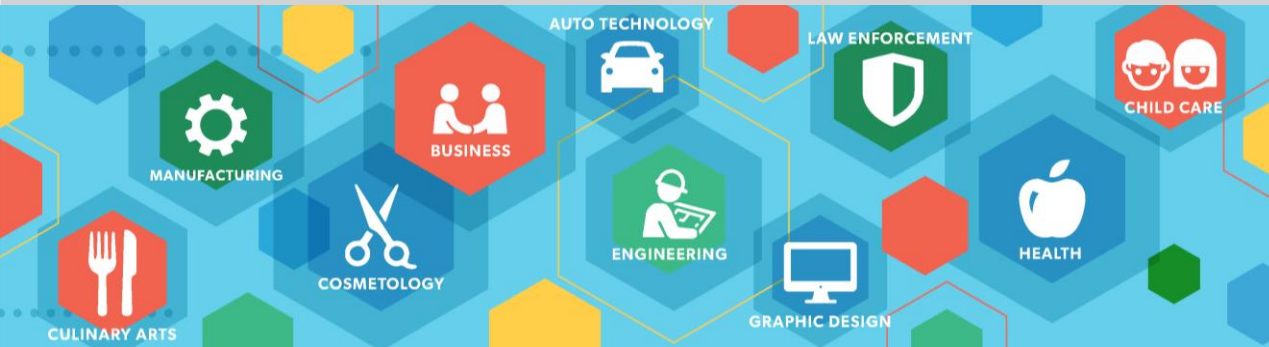 AUTO TECHNOLOGY
LAW ENFORCEMENT
CHILD CARE
BUSINESS
MANUFACTURING
ENGINEERING
HEALTH
COSMETOLOGY
GRAPHIC DESIGN
CULINARY ARTS